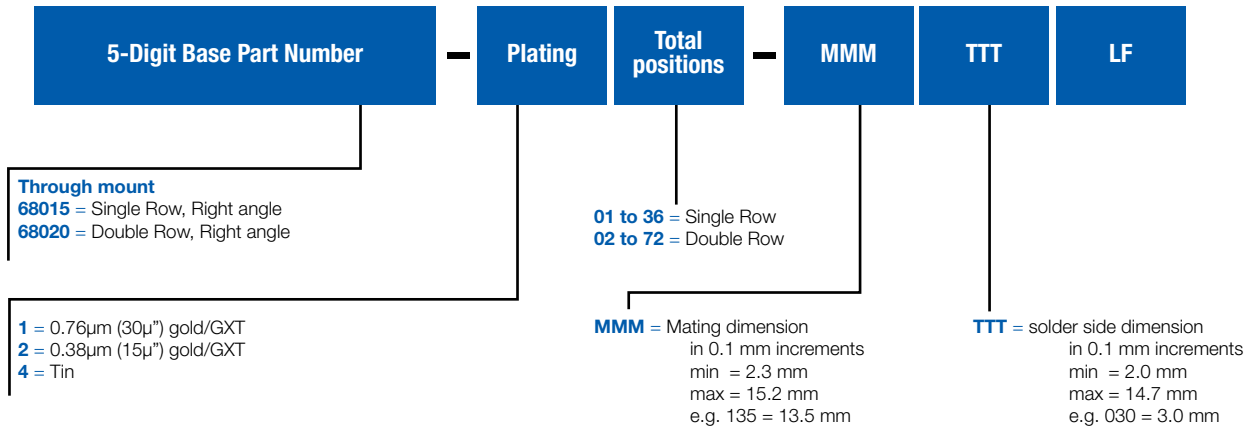 5-Digit Base Part Number
–
Plating
Total
positions
–
MMM
TTT
LF
Through mount
68015 = Single Row, Right angle
68020 = Double Row, Right angle
01 to 36 = Single Row
02 to 72 = Double Row
1 = 0.76µm (30µ”) gold/GXT
2 = 0.38µm (15µ”) gold/GXT
4 = Tin
MMM = Mating dimension
in 0.1 mm increments
min = 2.3 mm
max = 15.2 mm
e.g. 135 = 13.5 mm
TTT = solder side dimension
in 0.1 mm increments
min = 2.0 mm
max = 14.7 mm
e.g. 030 = 3.0 mm